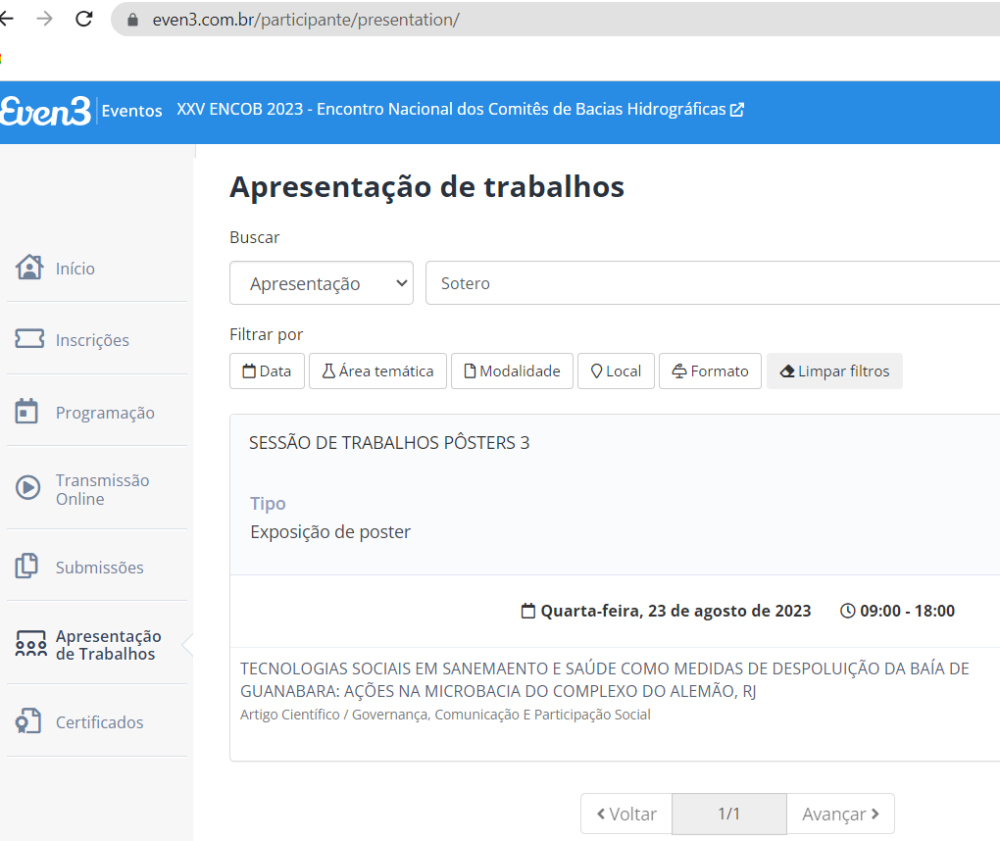 even3.com.br/participante/presentation/
Even3 Eventos XXV ENCOB 2023 - Encontro Nacional dos Comitês de Bacias Hidrográficas
Início
Inscrições
Programação
Transmissão
Online
Submissões
Apresentação
de Trabalhos
Certificados
Apresentação de trabalhos
Buscar
Apresentação Sotero
Filtrar por
Data Área temática Modalidade Local Formato Limpar filtros
SESSÃO DE TRABALHOS PÔSTERS 3
Tipo
Exposição de poster
Quarta-feira, 23 de agosto de 2023 09:00 - 18:00
TECNOLOGIAS SOCIAIS EM SANEMAENTO E SAÚDE COMO MEDIDAS DE DESPOLUIÇÃO DA BAÍA DE
GUANABARA: AÇÕES NA MICROBACIA DO COMPLEXO DO ALEMÃO, RJ
Artigo Científico / Governança, Comunicação E Participação Social
Voltar 1/1 Avançar